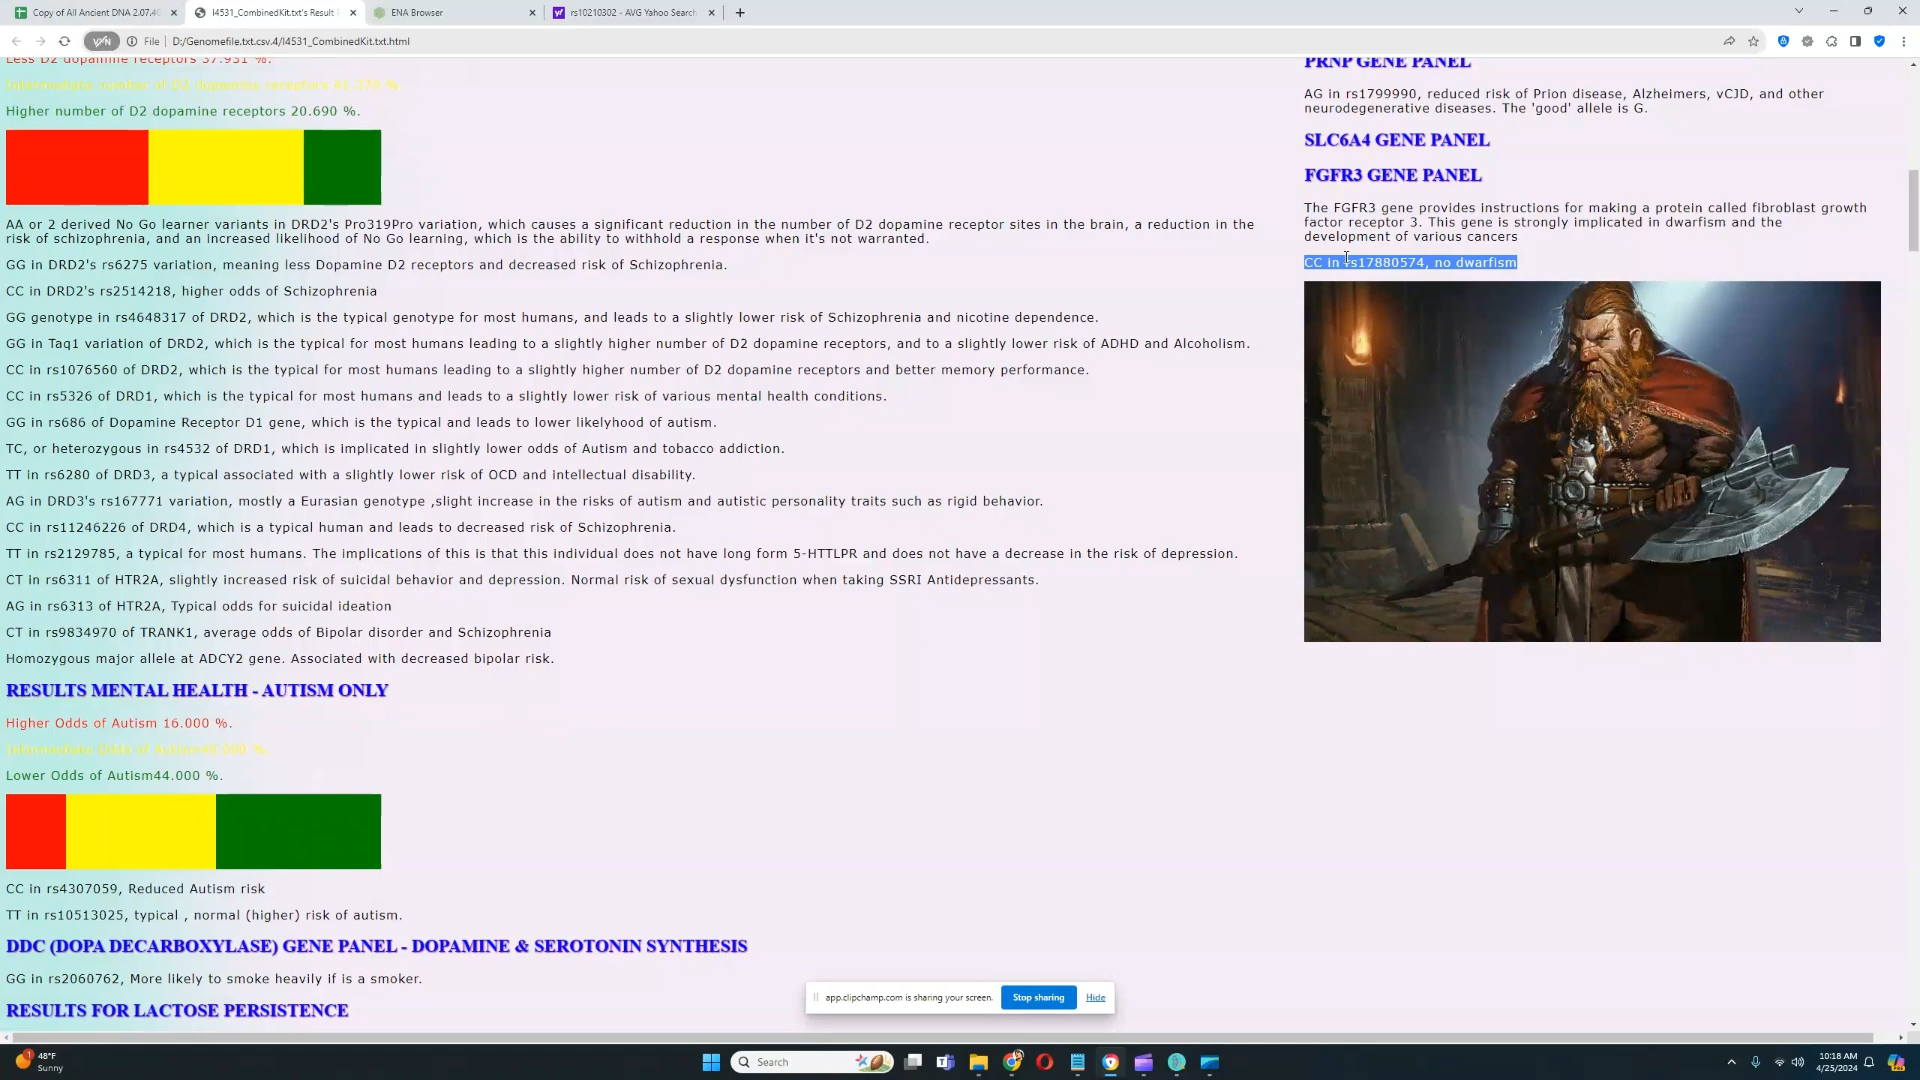 Copy of All Ancient DNA 2.07.46
I4531_CombinedKit.txt's Result
ENA Browser
rs10210302 - AVG Yahoo Search
File
D:/Genomefile.txt.csv.4/I4531_CombinedKit.txt.html
Less D2 dopamine receptors 37.931 %.
Intermediate number of D2 dopamine receptors 41.379 %.
Higher number of D2 dopamine receptors 20.690 %.
AA or 2 derived No Go learner variants in DRD2's Pro319Pro variation, which causes a significant reduction in the number of D2 dopamine receptor sites in the brain, a reduction in the
risk of schizophrenia, and an increased likelihood of No Go learning, which is the ability to withhold a response when it's not warranted.
GG in DRD2's rs6275 variation, meaning less Dopamine D2 receptors and decreased risk of Schizophrenia.
CC in DRD2's rs2514218, higher odds of Schizophrenia
GG genotype in rs4648317 of DRD2, which is the typical genotype for most humans, and leads to a slightly lower risk of Schizophrenia and nicotine dependence.
GG in Taq1 variation of DRD2, which is the typical for most humans leading to a slightly higher number of D2 dopamine receptors, and to a slightly lower risk of ADHD and Alcoholism.
CC in rs1076560 of DRD2, which is the typical for most humans leading to a slightly higher number of D2 dopamine receptors and better memory performance.
CC in rs5326 of DRD1, which is the typical for most humans and leads to a slightly lower risk of various mental health conditions.
GG in rs686 of Dopamine Receptor D1 gene, which is the typical and leads to lower likelyhood of autism.
TC, or heterozygous in rs4532 of DRD1, which is implicated in slightly lower odds of Autism and tobacco addiction.
TT in rs6280 of DRD3, a typical associated with a slightly lower risk of OCD and intellectual disability.
AG in DRD3's rs167771 variation, mostly a Eurasian genotype ,slight increase in the risks of autism and autistic personality traits such as rigid behavior.
CC in rs11246226 of DRD4, which is a typical human and leads to decreased risk of Schizophrenia.
TT in rs2129785, a typical for most humans. The implications of this is that this individual does not have long form 5-HTTLPR and does not have a decrease in the risk of depression.
CT in rs6311 of HTR2A, slightly increased risk of suicidal behavior and depression. Normal risk of sexual dysfunction when taking SSRI Antidepressants.
AG in rs6313 of HTR2A, Typical odds for suicidal ideation
CT in rs9834970 of TRANK1, average odds of Bipolar disorder and Schizophrenia
Homozygous major allele at ADCY2 gene. Associated with decreased bipolar risk.
RESULTS MENTAL HEALTH - AUTISM ONLY
Higher Odds of Autism 16.000 %.
Intermediate Odds of Autism40.000 %.
Lower Odds of Autism44.000 %.
CC in rs4307059, Reduced Autism risk
TT in rs10513025, typical , normal (higher) risk of autism.
DDC (DOPA DECARBOXYLASE) GENE PANEL - DOPAMINE & SEROTONIN SYNTHESIS
GG in rs2060762, More likely to smoke heavily if is a smoker.
RESULTS FOR LACTOSE PERSISTENCE
PRNP GENE PANEL
AG in rs1799990, reduced risk of Prion disease, Alzheimers, vCJD, and other
neurodegenerative diseases. The 'good' allele is G.
SLC6A4 GENE PANEL
FGFR3 GENE PANEL
The FGFR3 gene provides instructions for making a protein called fibroblast growth
factor receptor 3. This gene is strongly implicated in dwarfism and the
development of various cancers
CC in rs17880574, no dwarfism
app.clipchamp.com is sharing your screen.
Stop sharing
Hide
1
48°F
Sunny
Search
10:18 AM
4/25/2024